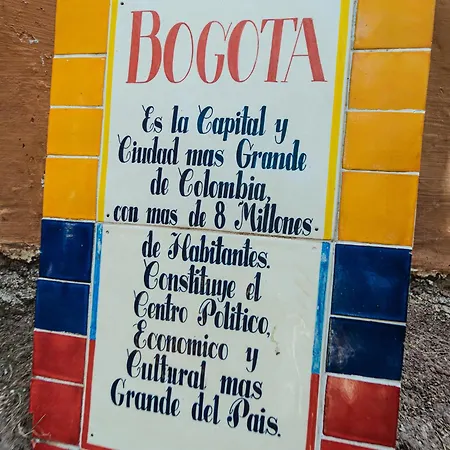 BOGOTA
Es la Capital y
Ciudad mas Grande
de Colombia,
con mas de 8 Millones
de Habitantes.
Constituye el
Centro Politico,
Economico y
Cultural mas
Grande del Pais.